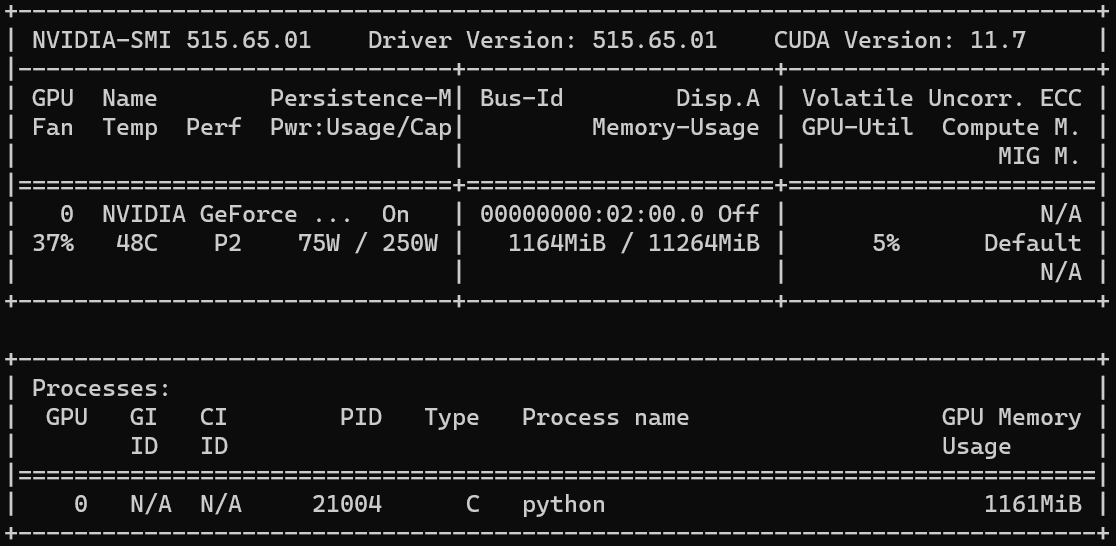 +-----------------------------------------------------------------------------+
| NVIDIA-SMI 515.65.01    Driver Version: 515.65.01    CUDA Version: 11.7     |
|-------------------------------+----------------------+----------------------+
| GPU  Name        Persistence-M| Bus-Id        Disp.A | Volatile Uncorr. ECC |
| Fan  Temp  Perf  Pwr:Usage/Cap|         Memory-Usage | GPU-Util  Compute M. |
|                               |                      |               MIG M. |
|===============================+======================+======================|
|   0  NVIDIA GeForce ...  On   | 00000000:02:00.0 Off |                  N/A |
| 37%   48C    P2    75W / 250W |   1164MiB / 11264MiB |      5%      Default |
|                               |                      |                  N/A |
+-------------------------------+----------------------+----------------------+

+-----------------------------------------------------------------------------+
| Processes:                                                                  |
|  GPU   GI   CI        PID   Type   Process name                  GPU Memory |
|        ID   ID                                                   Usage      |
|=============================================================================|
|    0   N/A  N/A     21004      C   python                           1161MiB |
+-----------------------------------------------------------------------------+